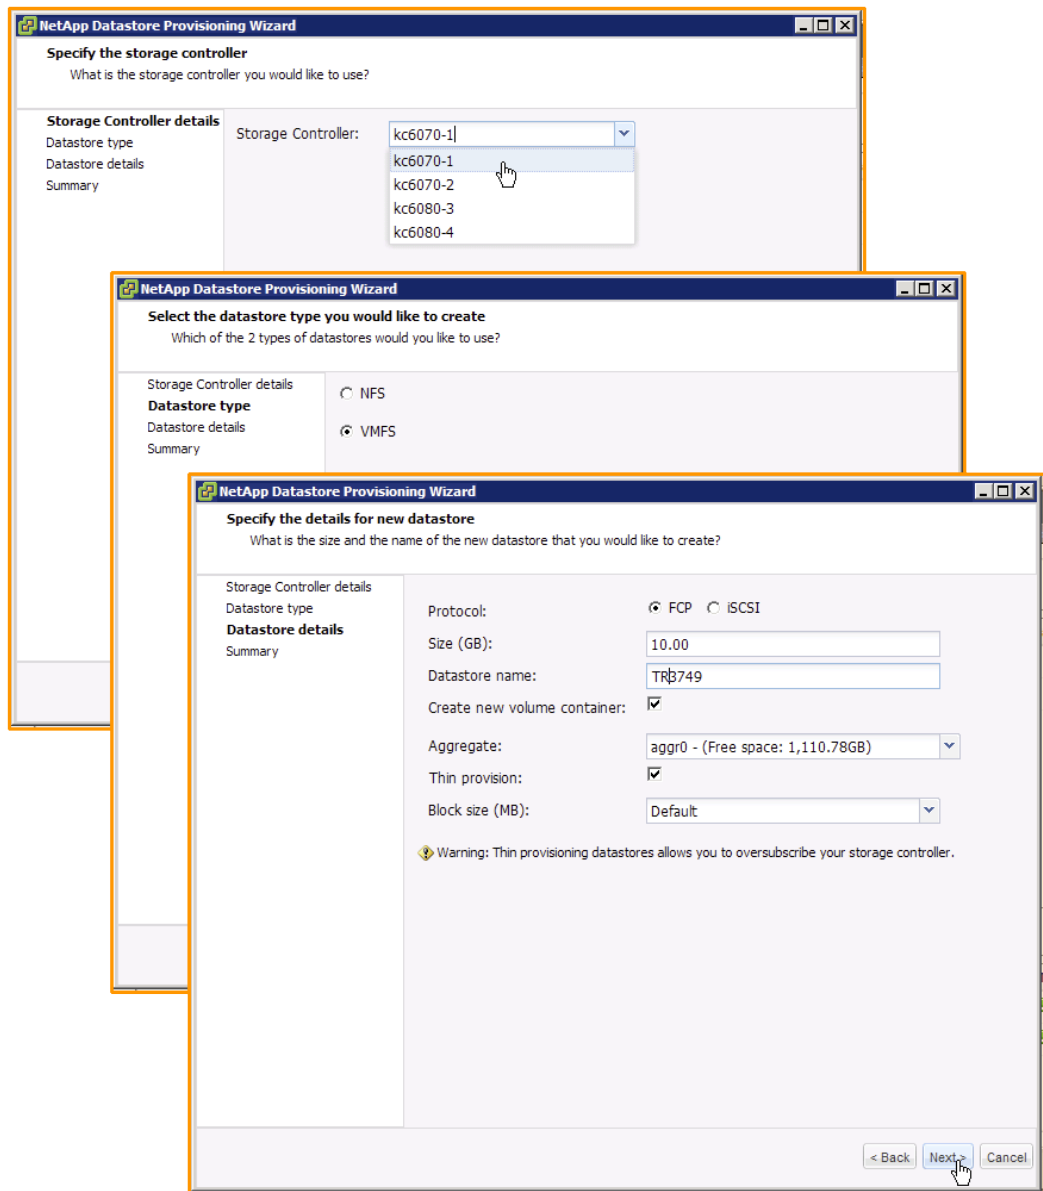 NetApp Datastore Provisioning Wizard
Specify the storage controller
What is the storage controller you would like to use?
Storage Controller details
Datastore type
Datastore details
Summary
Storage Controller:
kc6070-1
kc6070-1
kc6070-2
kc6080-3
kc6080-4
NetApp Datastore Provisioning Wizard
Select the datastore type you would like to create
Which of the 2 types of datastores would you like to use?
Storage Controller details
Datastore type
Datastore details
Summary
NFS
VMFS
NetApp Datastore Provisioning Wizard
Specify the details for new datastore
What is the size and the name of the new datastore that you would like to create?
Storage Controller details
Datastore type
Datastore details
Summary
Protocol: FCP iSCSI
Size (GB): 10.00
Datastore name: TR3749
Create new volume container:
Aggregate: aggr0 - (Free space: 1,110.78GB)
Thin provision:
Block size (MB): Default
Warning: Thin provisioning datastores allows you to oversubscribe your storage controller.
< Back Next > Cancel